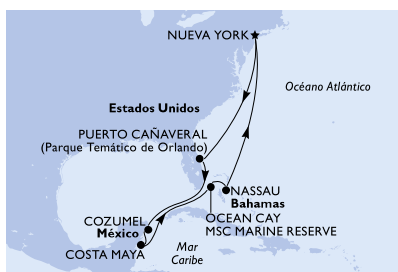 NUEVA YORK
Océano Atlántico
Estados Unidos
PUERTO CAÑAVERAL
(Parque Temático de Orlando)
NASSAU
Bahamas
OCEAN CAY
MSC MARINE RESERVE
COZUMEL
México
COSTA MAYA
Mar
Caribe